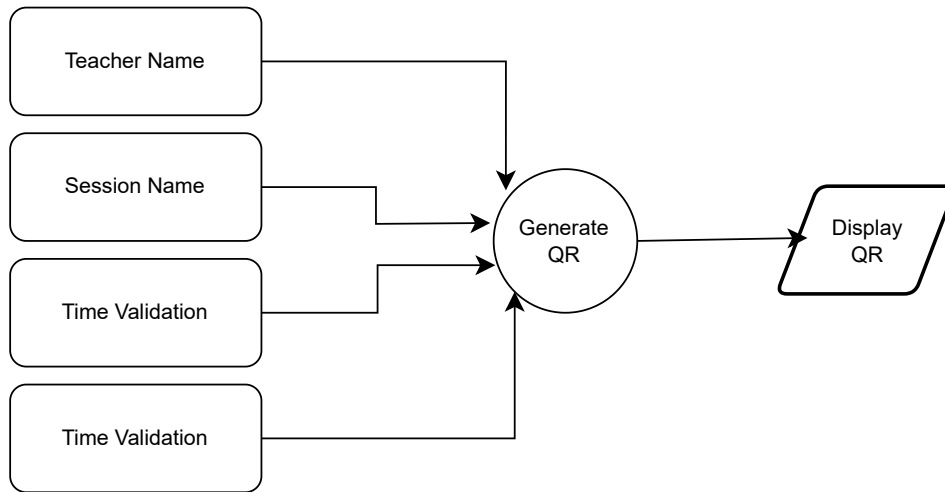 Teacher Name
Session Name
Time Validation
Time Validation
Generate
QR
Display
QR